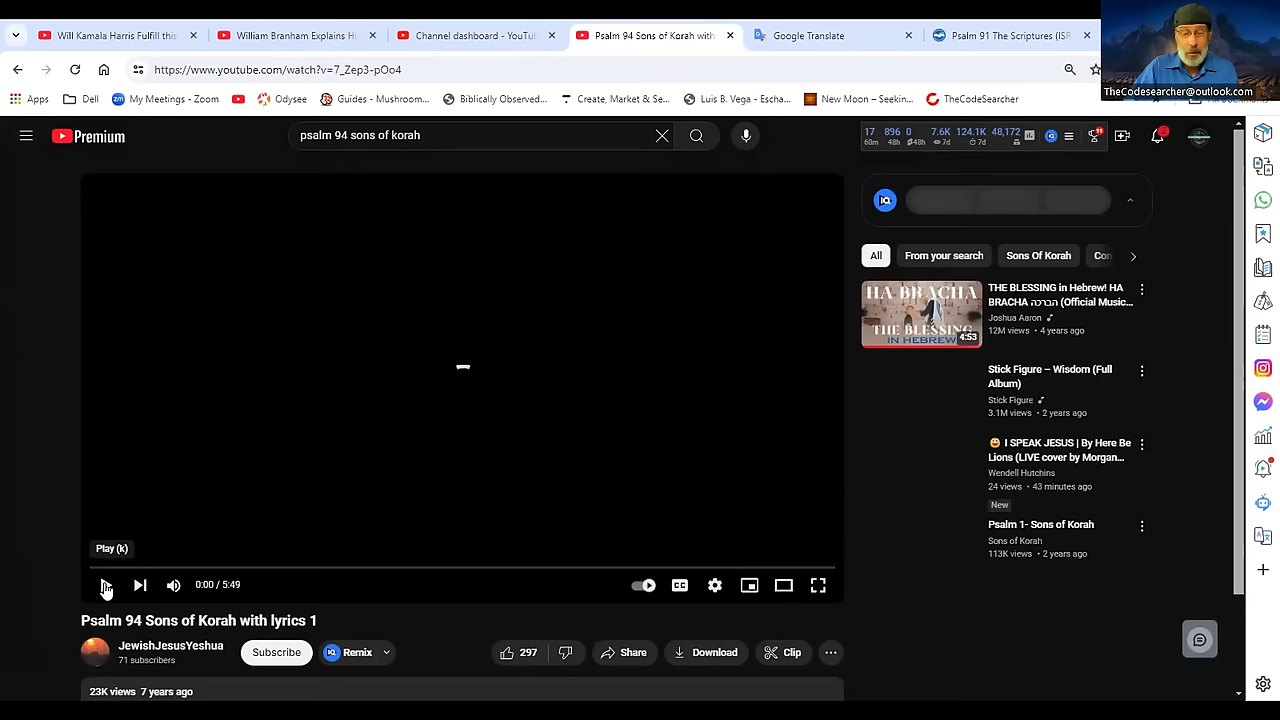 Will Kamala Harris Fulfill this
William Branham Explains H
Channel dashboard - YouTu
Psalm 94 Sons of Korah with
Google Translate
Psalm 91 The Scriptures (ISR
https://www.youtube.com/watch?v=7_Zep3-pOo4
TheCodesearcher@outlook.com
Apps
Dell
My Meetings - Zoom
Odysee
Guides - Mushroom...
Biblically Observed...
Create, Market & Se...
Luis B. Vega - Escha...
New Moon – Seekin...
TheCodeSearcher
Premium
psalm 94 sons of korah
17 896 0 7.6K 124.1K 48,172
60m 48h 48h 7d 7d
All
From your search
Sons Of Korah
Con
HA BRACHA
THE BLESSING
IN HEBREW
4:53
THE BLESSING in Hebrew! HA
BRACHA הברכה (Official Music...
Joshua Aaron
12M views • 4 years ago
Stick Figure – Wisdom (Full
Album)
Stick Figure
3.1M views • 2 years ago
I SPEAK JESUS | By Here Be
Lions (LIVE cover by Morgan...
Wendell Hutchins
24 views • 43 minutes ago
New
Psalm 1- Sons of Korah
Sons of Korah
113K views • 2 years ago
Play (k)
0:00 / 5:49
CC
Psalm 94 Sons of Korah with lyrics 1
JewishJesusYeshua
71 subscribers
Subscribe
Remix
297
Share
Download
Clip
23K views 7 years ago